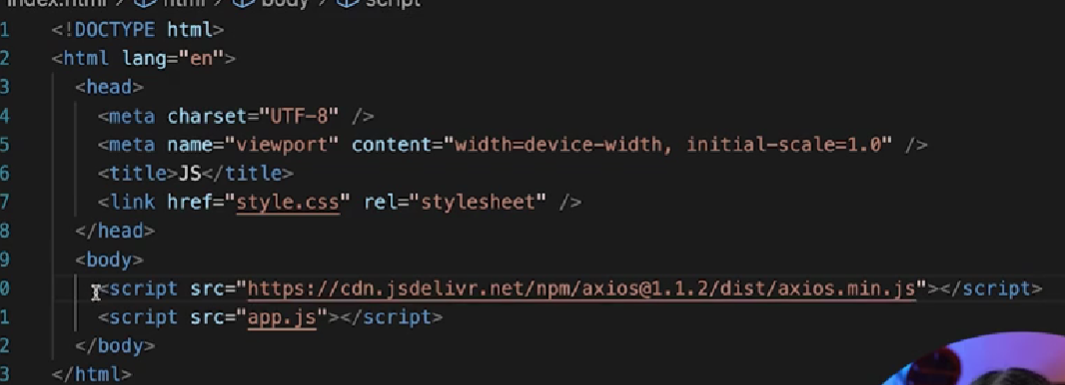 index.html > html > body > script
1 <!DOCTYPE html>
2 <html lang="en">
3 <head>
4 <meta charset="UTF-8" />
5 <meta name="viewport" content="width=device-width, initial-scale=1.0" />
6 <title>JS</title>
7 <link href="style.css" rel="stylesheet" />
8 </head>
9 <body>
0 <script src="https://cdn.jsdelivr.net/npm/axios@1.1.2/dist/axios.min.js"></script>
1 <script src="app.js"></script>
2 </body>
3 </html>